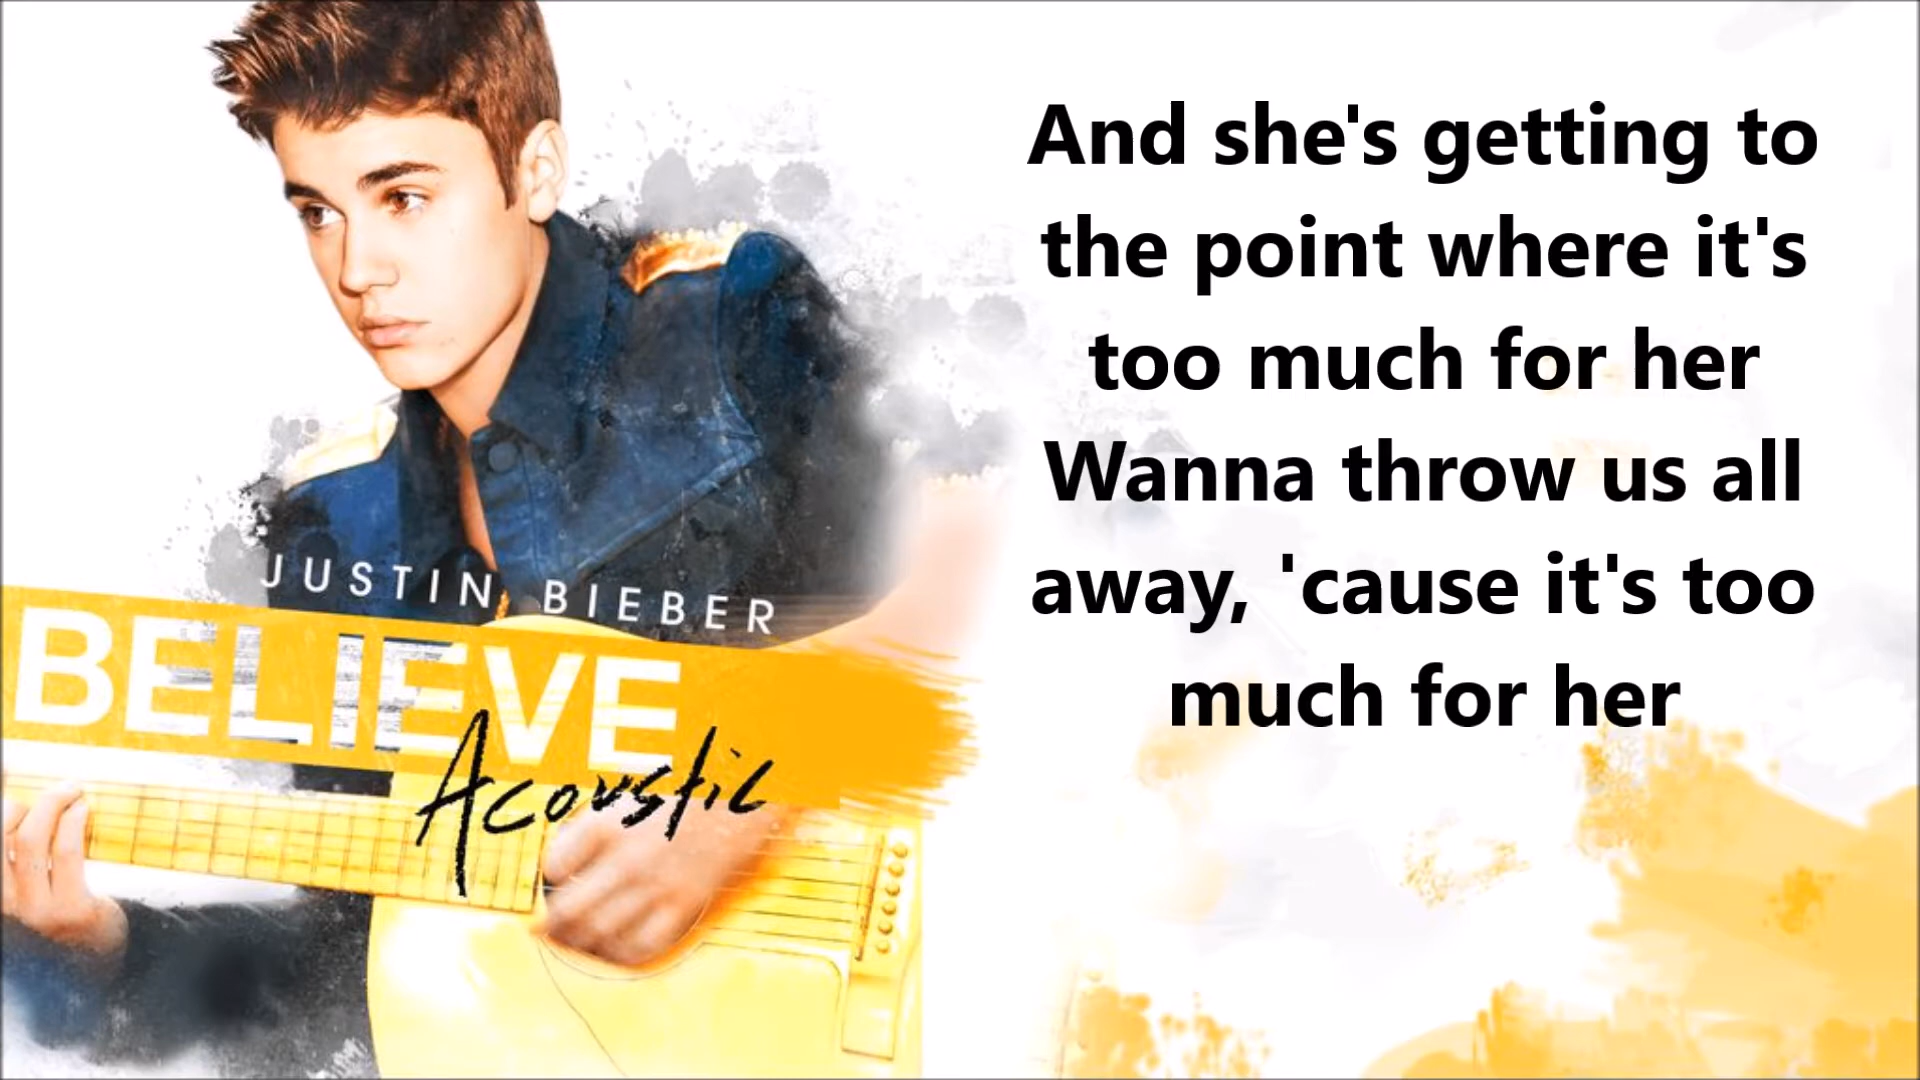 JUSTIN BIEBER
BELIEVE
Acoustic
And she's getting to
the point where it's
too much for her
Wanna throw us all
away, 'cause it's too
much for her